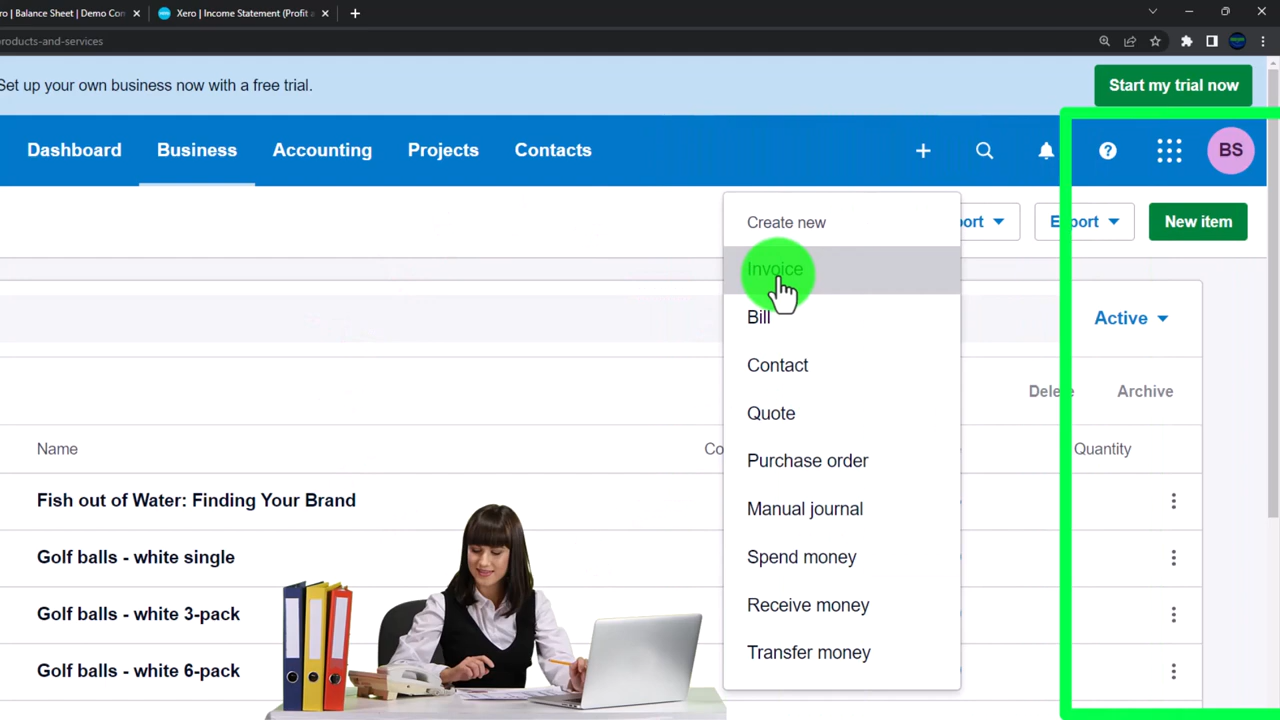 ro | Balance Sheet | Demo Con
Xero | Income Statement (Profit a
roducts-and-services
Set up your own business now with a free trial.
Start my trial now
Dashboard
Business
Accounting
Projects
Contacts
BS
Create new
port
Export
New item
Invoice
Bill
Active
Contact
Delete
Archive
Quote
Name
Co
Quantity
Purchase order
Fish out of Water: Finding Your Brand
Manual journal
Golf balls - white single
Spend money
Golf balls - white 3-pack
Receive money
Golf balls - white 6-pack
Transfer money